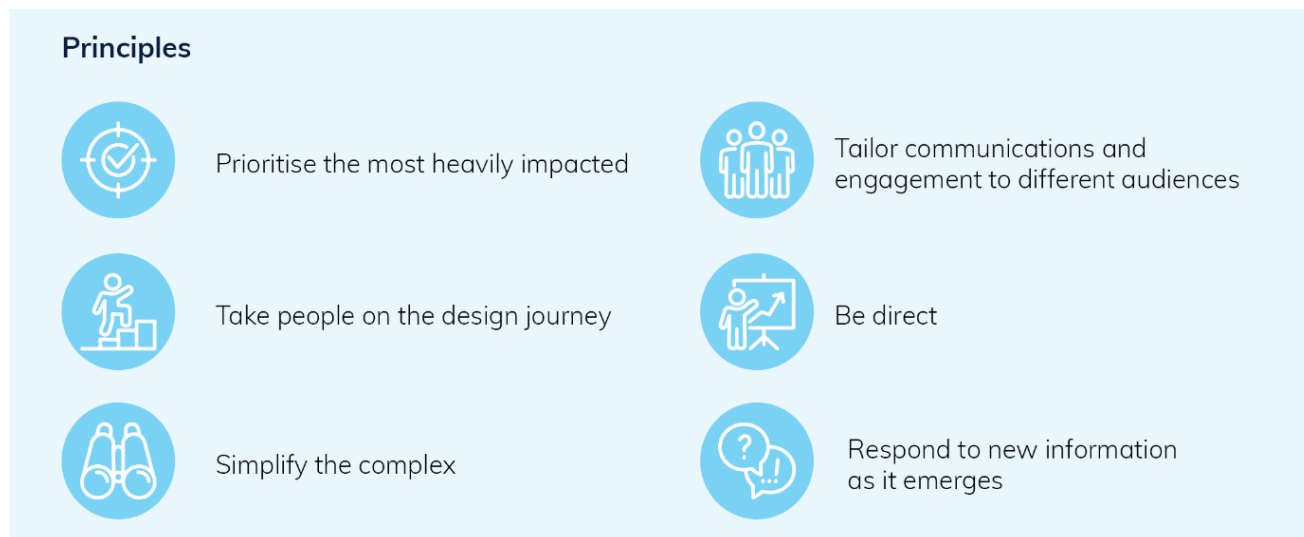 Principles
Prioritise the most heavily impacted
Take people on the design journey
Simplify the complex
Tailor communications and
engagement to different audiences
Be direct
Respond to new information
as it emerges